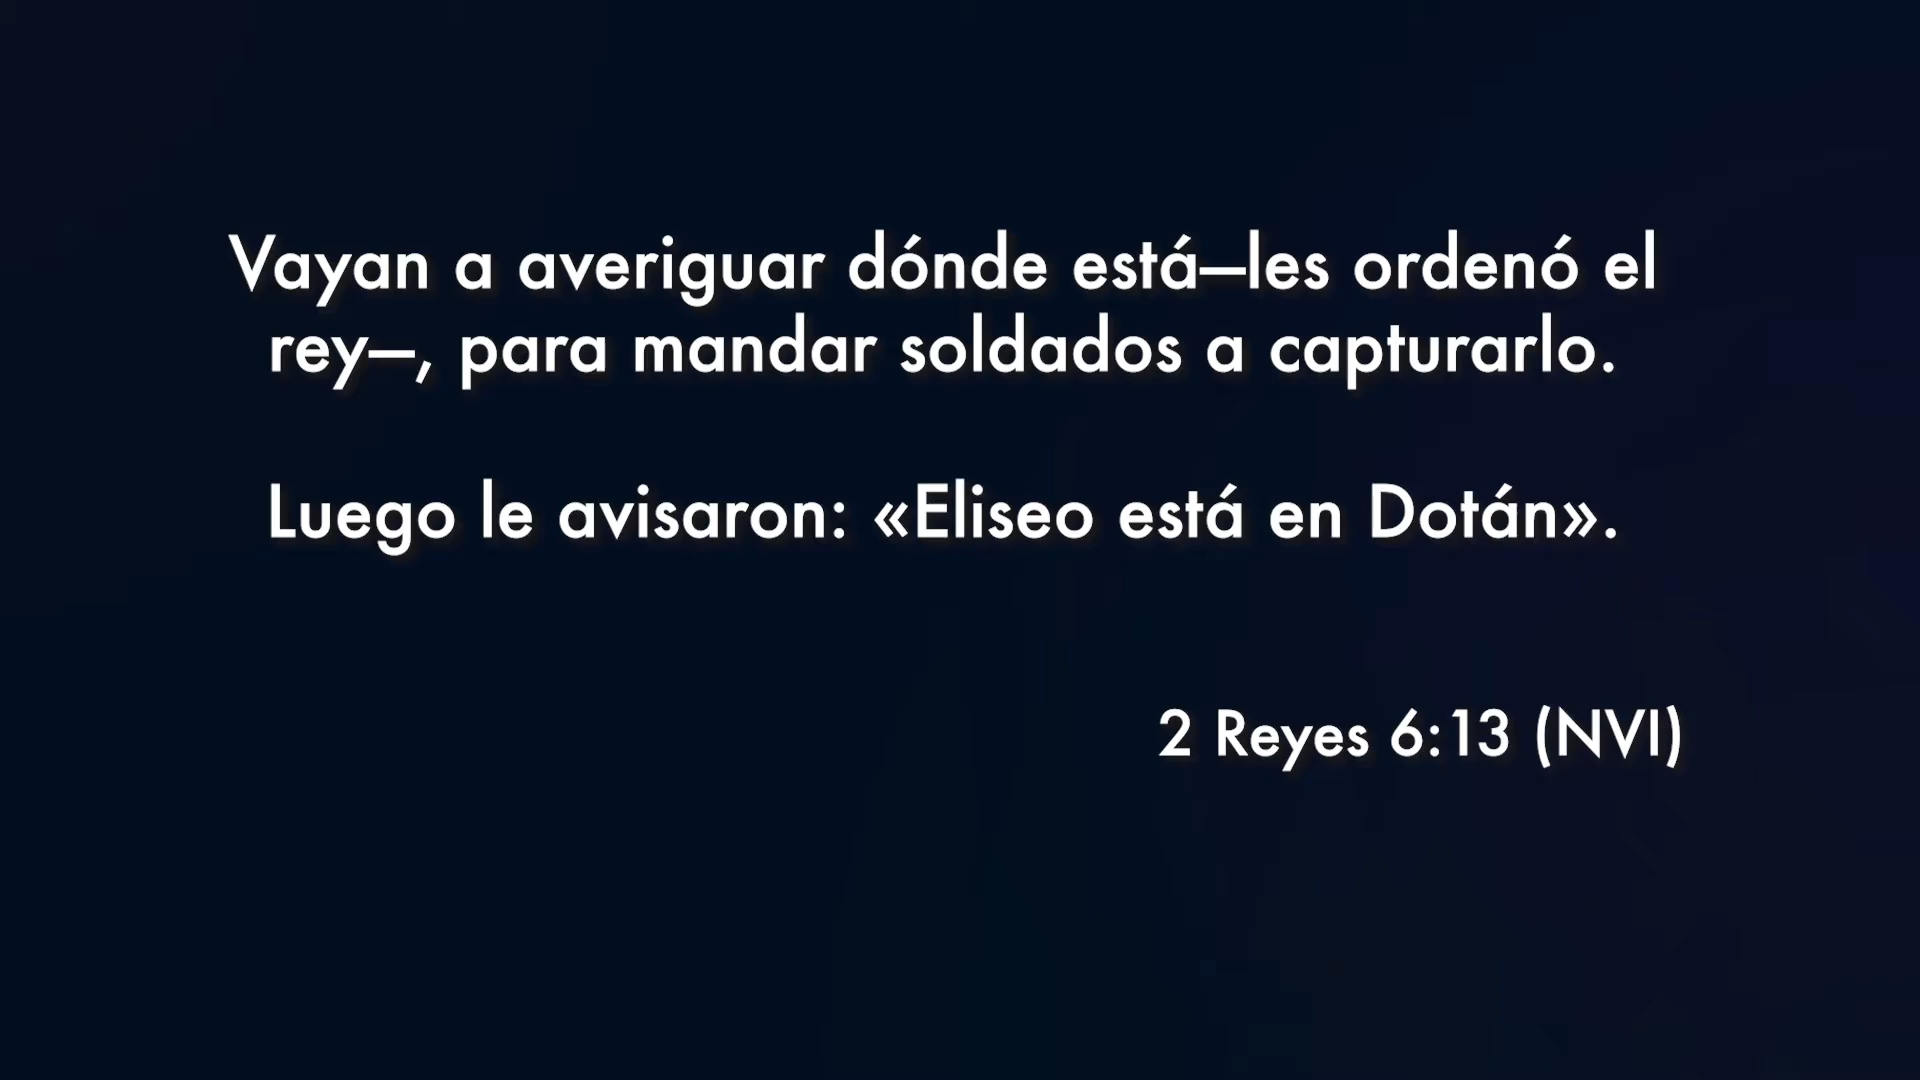 Vayan a averiguar dónde está—les ordenó el
rey—, para mandar soldados a capturarlo.
Luego le avisaron: «Eliseo está en Dotán».
2 Reyes 6:13 (NVI)